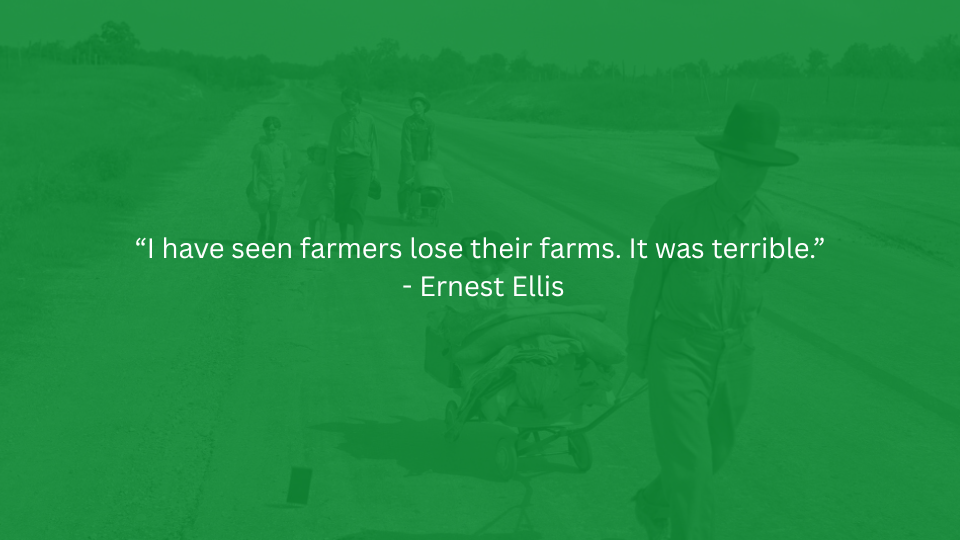 “I have seen farmers lose their farms. It was terrible.”
- Ernest Ellis